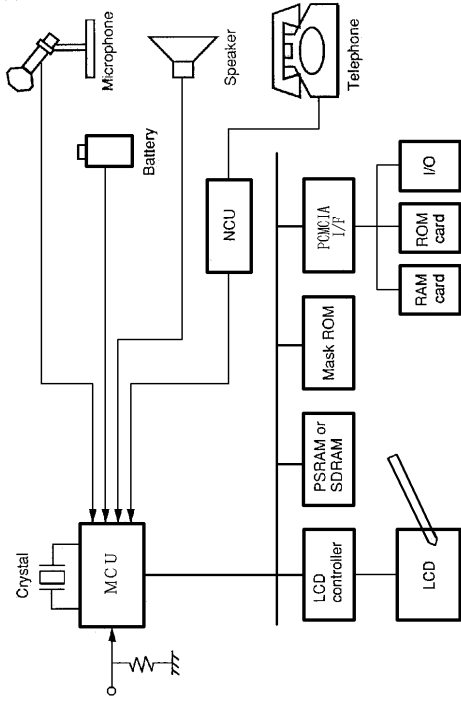 Microphone
Speaker
Telephone
Battery
NCU
Crystal
MCU
PCMCIA
I/F
Mask ROM
PSRAM or
SDRAM
LCD
controller
I/O
ROM
card
RAM
card
LCD